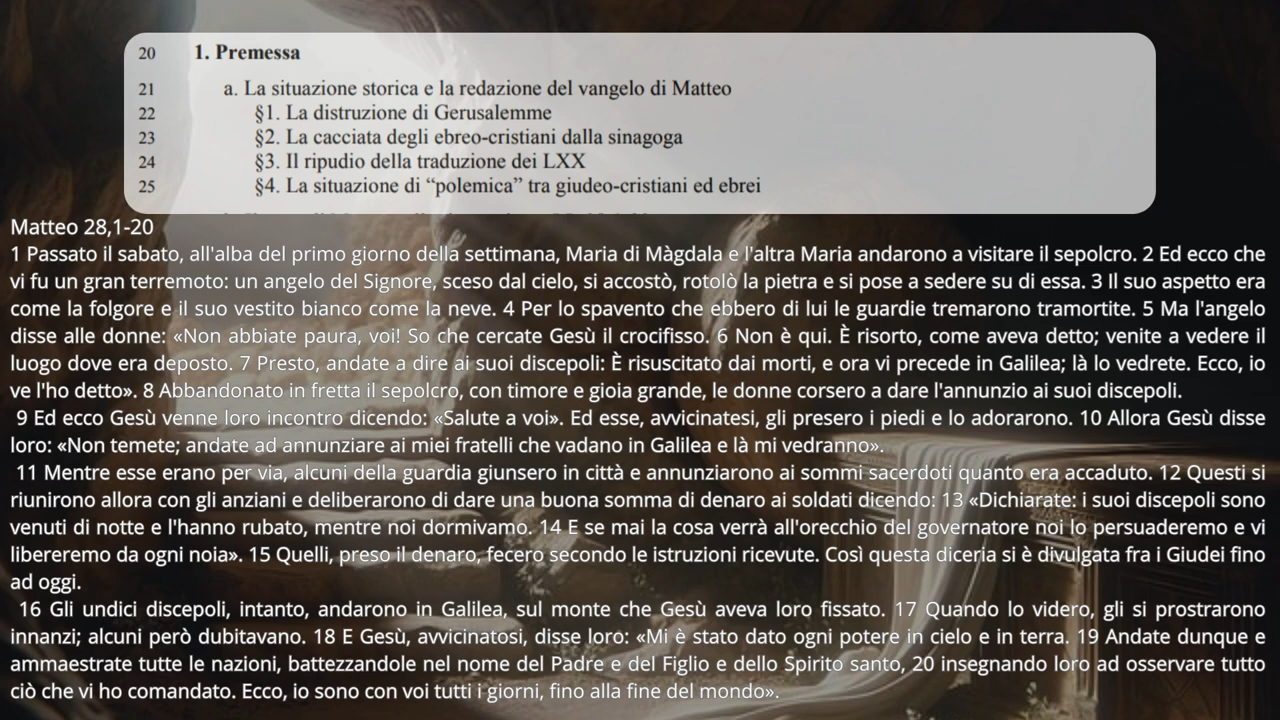 20 1. Premessa
21 a. La situazione storica e la redazione del vangelo di Matteo
22 §1. La distruzione di Gerusalemme
23 §2. La cacciata degli ebreo-cristiani dalla sinagoga
24 §3. Il ripudio della traduzione dei LXX
25 §4. La situazione di “polemica” tra giudeo-cristiani ed ebrei
Matteo 28,1-20
1 Passato il sabato, all'alba del primo giorno della settimana, Maria di Màgdala e l'altra Maria andarono a visitare il sepolcro. 2 Ed ecco che
vi fu un gran terremoto: un angelo del Signore, sceso dal cielo, si accostò, rotolò la pietra e si pose a sedere su di essa. 3 Il suo aspetto era
come la folgore e il suo vestito bianco come la neve. 4 Per lo spavento che ebbero di lui le guardie tremarono tramortite. 5 Ma l'angelo
disse alle donne: «Non abbiate paura, voi! So che cercate Gesù il crocifisso. 6 Non è qui. È risorto, come aveva detto; venite a vedere il
luogo dove era deposto. 7 Presto, andate a dire ai suoi discepoli: È risuscitato dai morti, e ora vi precede in Galilea; là lo vedrete. Ecco, io
ve l'ho detto». 8 Abbandonato in fretta il sepolcro, con timore e gioia grande, le donne corsero a dare l'annunzio ai suoi discepoli.
9 Ed ecco Gesù venne loro incontro dicendo: «Salute a voi». Ed esse, avvicinatesi, gli presero i piedi e lo adorarono. 10 Allora Gesù disse
loro: «Non temete; andate ad annunziare ai miei fratelli che vadano in Galilea e là mi vedranno».
11 Mentre esse erano per via, alcuni della guardia giunsero in città e annunziarono ai sommi sacerdoti quanto era accaduto. 12 Questi si
riunirono allora con gli anziani e deliberarono di dare una buona somma di denaro ai soldati dicendo: 13 «Dichiarate: i suoi discepoli sono
venuti di notte e l'hanno rubato, mentre noi dormivamo. 14 E se mai la cosa verrà all'orecchio del governatore noi lo persuaderemo e vi
libereremo da ogni noia». 15 Quelli, preso il denaro, fecero secondo le istruzioni ricevute. Così questa diceria si è divulgata fra i Giudei fino
ad oggi.
16 Gli undici discepoli, intanto, andarono in Galilea, sul monte che Gesù aveva loro fissato. 17 Quando lo videro, gli si prostrarono
innanzi; alcuni però dubitavano. 18 E Gesù, avvicinatosi, disse loro: «Mi è stato dato ogni potere in cielo e in terra. 19 Andate dunque e
ammaestrate tutte le nazioni, battezzandole nel nome del Padre e del Figlio e dello Spirito santo, 20 insegnando loro ad osservare tutto
ciò che vi ho comandato. Ecco, io sono con voi tutti i giorni, fino alla fine del mondo».